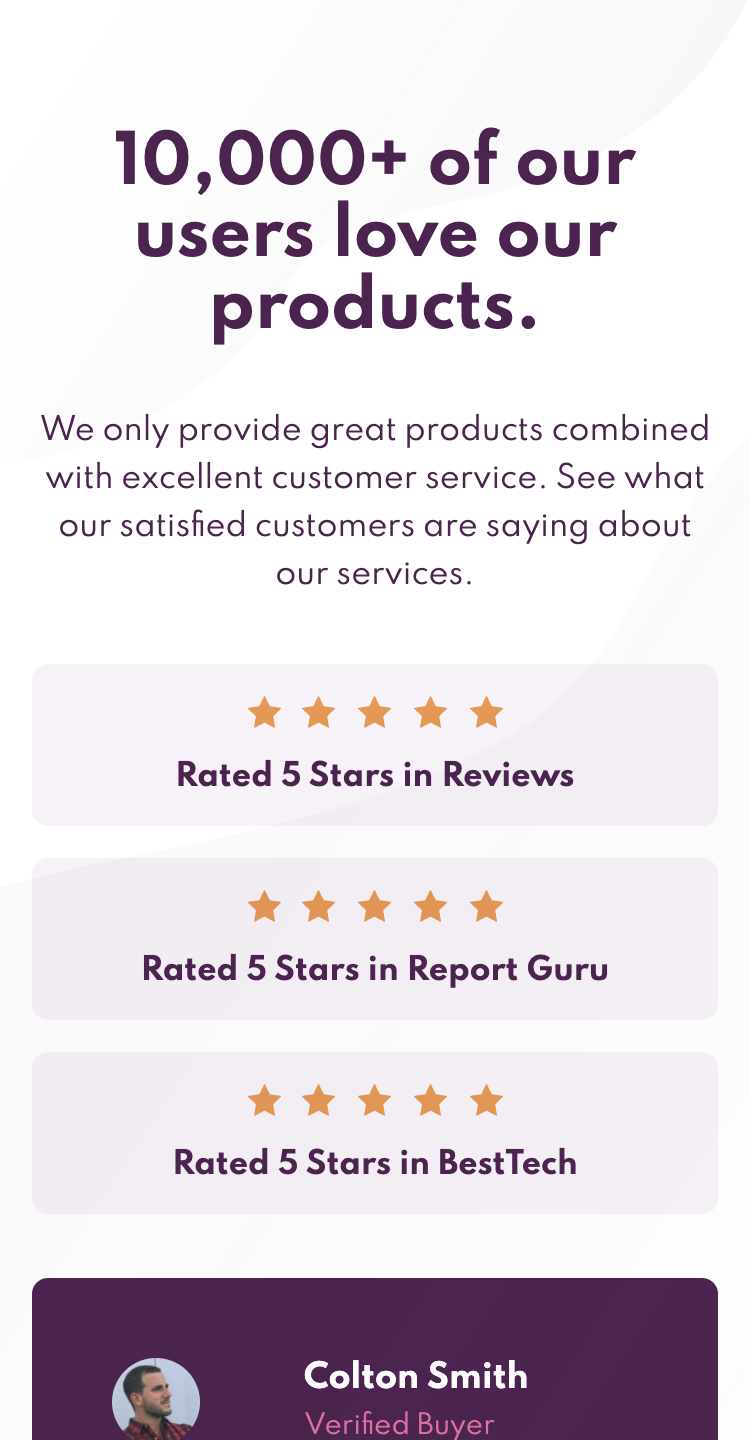 10,000+ of our
users love our
products.
We only provide great products combined
with excellent customer service. See what
our satisfied customers are saying about
our services.
Rated 5 Stars in Reviews
Rated 5 Stars in Report Guru
Rated 5 Stars in BestTech
Colton Smith
Verified Buyer